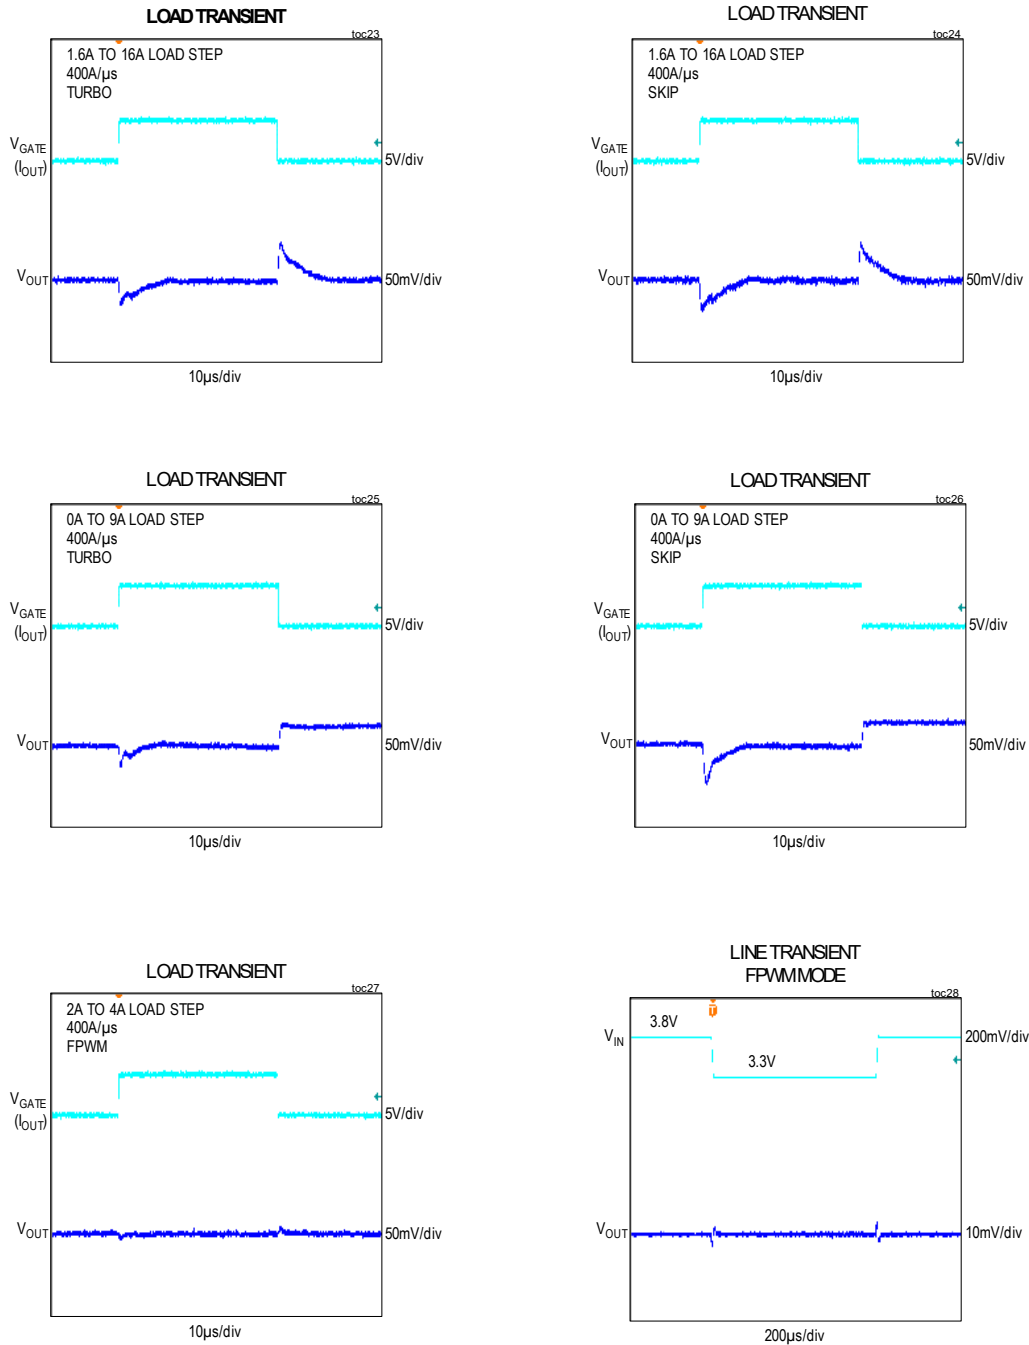 LOAD TRANSIENT
toc23
1.6A TO 16A LOAD STEP
400A/µs
TURBO
VGATE
(IOUT)
5V/div
VOUT
50mV/div
10µs/div
LOAD TRANSIENT
toc24
1.6A TO 16A LOAD STEP
400A/µs
SKIP
VGATE
(IOUT)
5V/div
VOUT
50mV/div
10µs/div
LOAD TRANSIENT
toc25
0A TO 9A LOAD STEP
400A/µs
TURBO
VGATE
(IOUT)
5V/div
VOUT
50mV/div
10µs/div
LOAD TRANSIENT
toc26
0A TO 9A LOAD STEP
400A/µs
SKIP
VGATE
(IOUT)
5V/div
VOUT
50mV/div
10µs/div
LOAD TRANSIENT
toc27
2A TO 4A LOAD STEP
400A/µs
FPWM
VGATE
(IOUT)
5V/div
VOUT
50mV/div
10µs/div
LINE TRANSIENT
FPWM MODE
toc28
T
3.8V
VIN
200mV/div
3.3V
VOUT
10mV/div
200µs/div